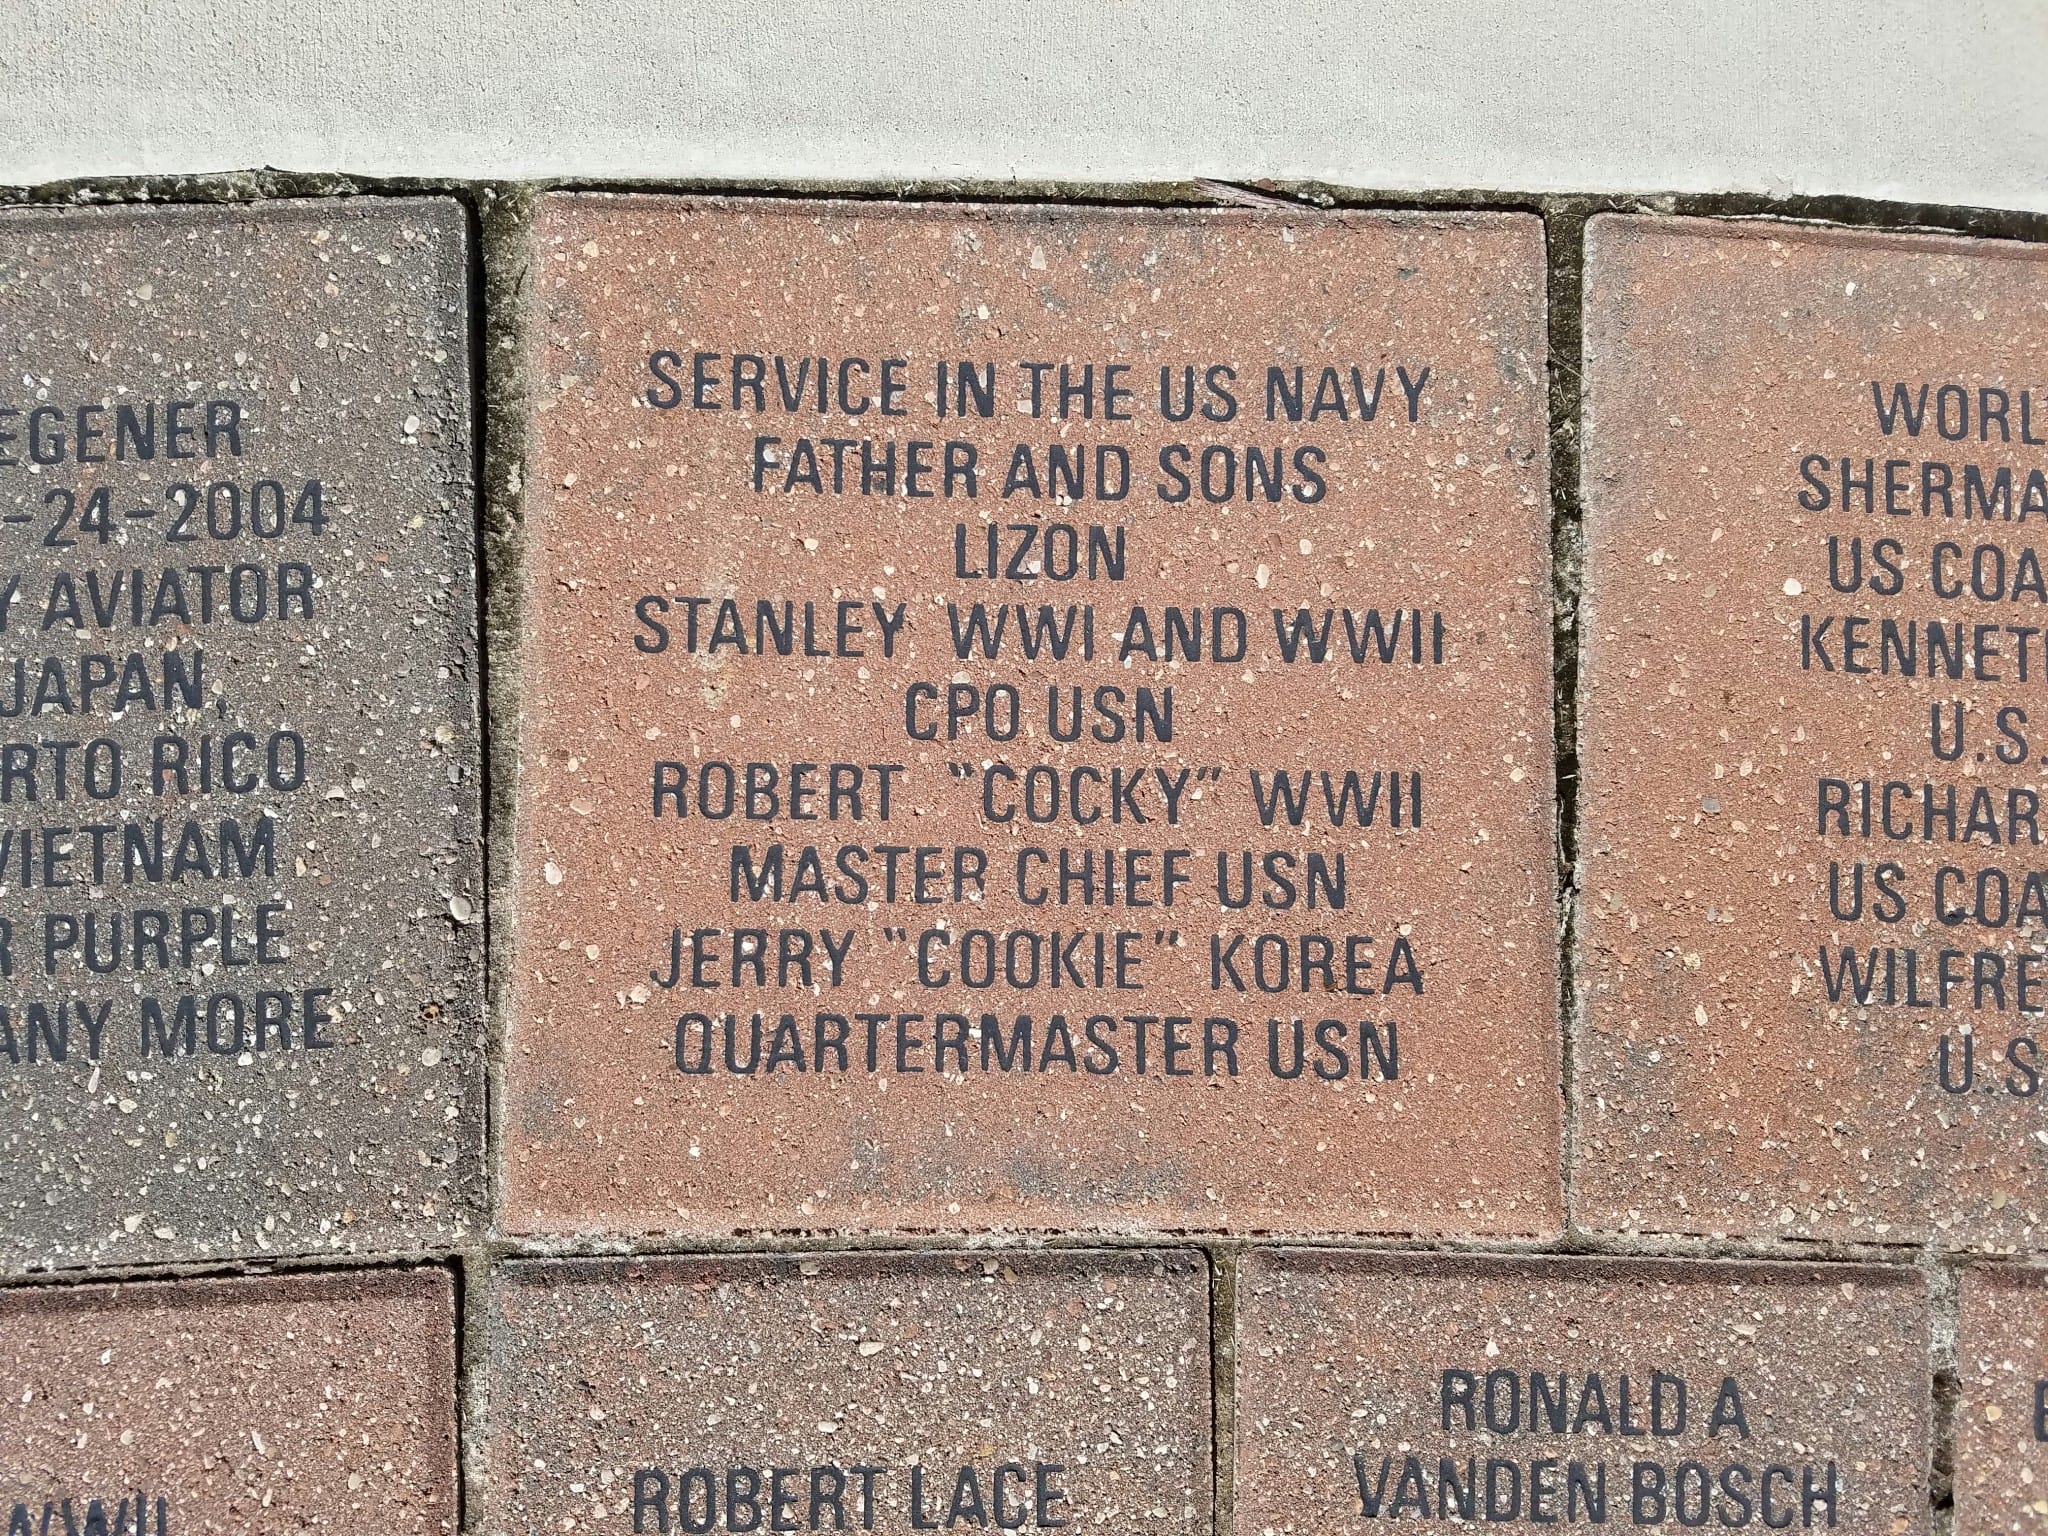 EGENER
-24-2004
Y AVIATOR
JAPAN,
RTO RICO
VIETNAM
R PURPLE
ANY MORE
SERVICE IN THE US NAVY
FATHER AND SONS
LIZON
STANLEY WWI AND WWII
CPO USN
ROBERT "COCKY" WWII
MASTER CHIEF USN
JERRY "COOKIE" KOREA
QUARTERMASTER USN
WORL
SHERMA
US COA
KENNET
U.S.
RICHAR
US COA
WILFRE
U.S
WWII
ROBERT LACE
RONALD A
VANDEN BOSCH